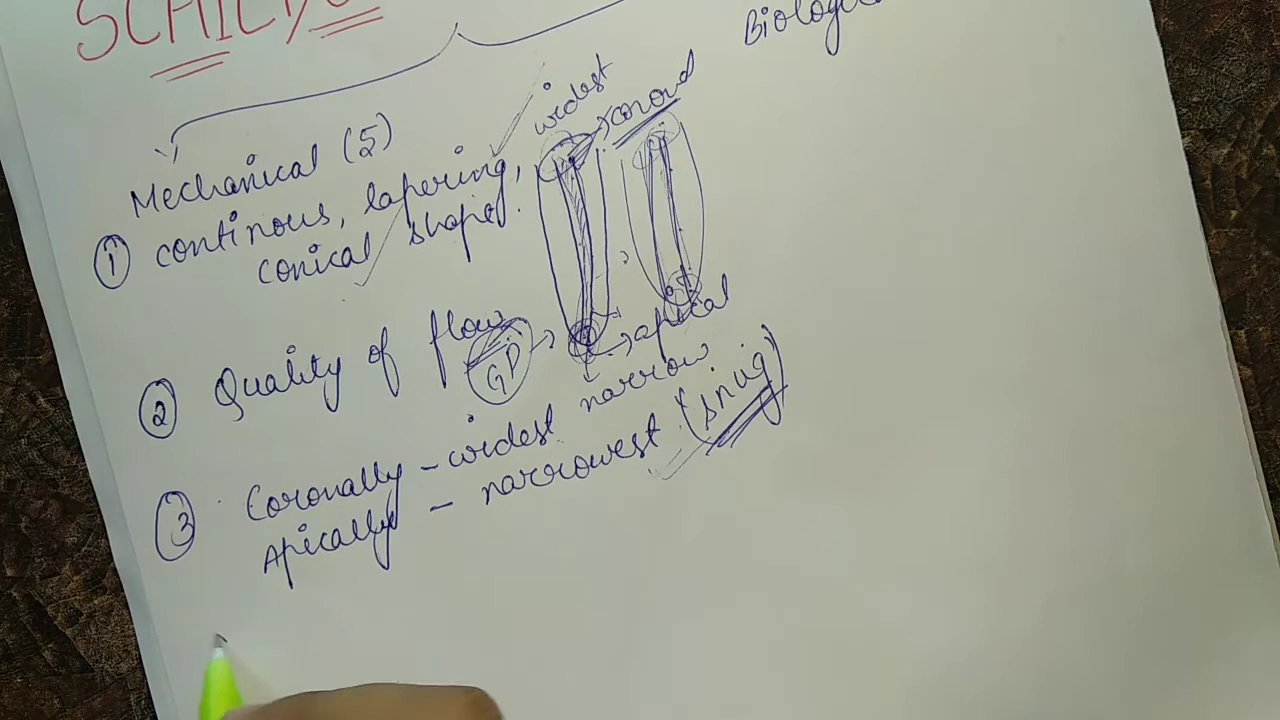 Biologic
Mechanical (5)
① continous, tapering,
conical shape.
widest
coronal
② Quality of flow
GP
apical
narrow
③ Coronally - widest
Apically - narrowest (snug)